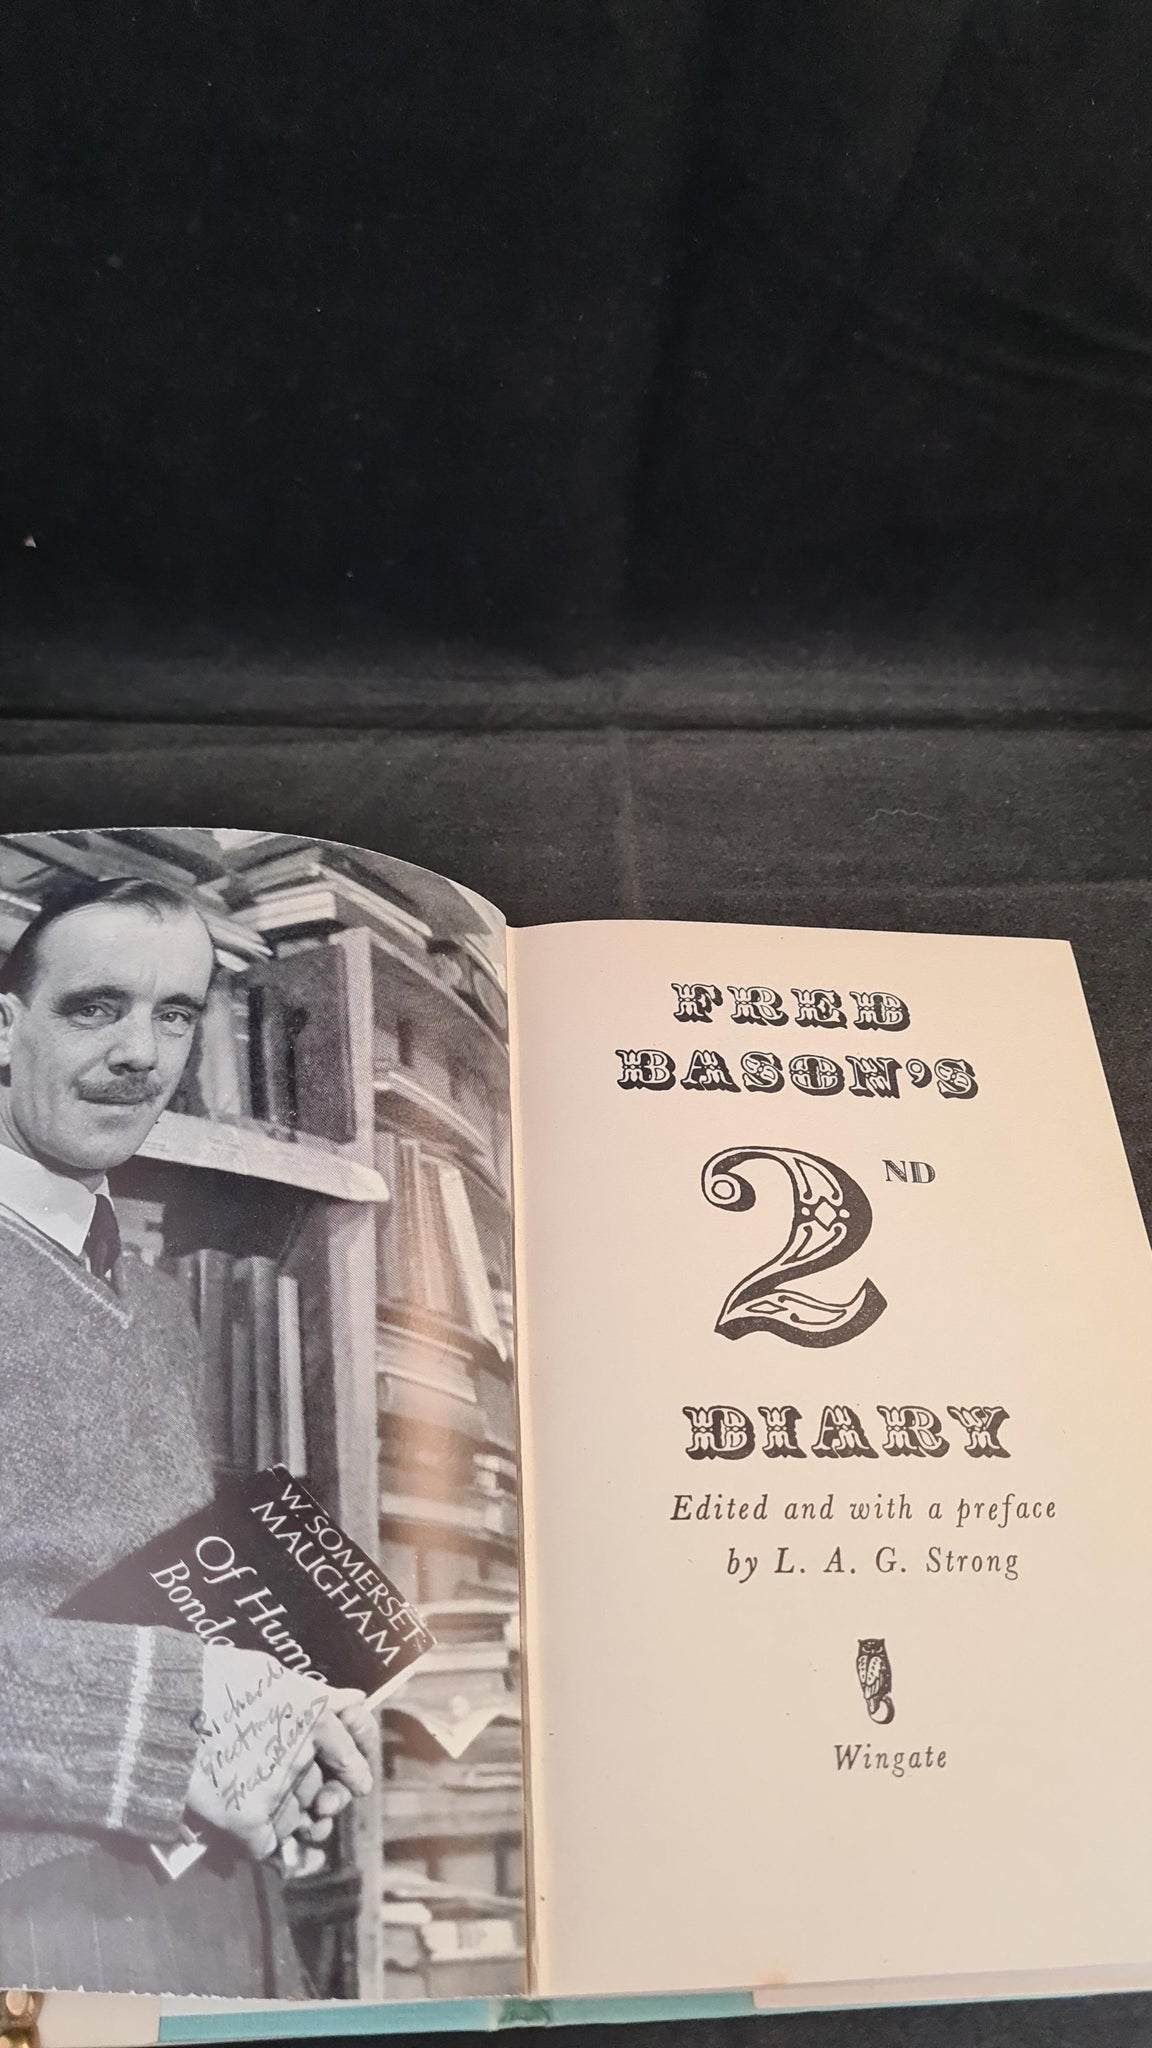 W. SOMERSET
MAUGHAM
Of Huma
Bonda
Richard
greetings
Fred Bason
FRED
BASON'S
2ND
DIARY
Edited and with a preface
by L. A. G. Strong
Wingate